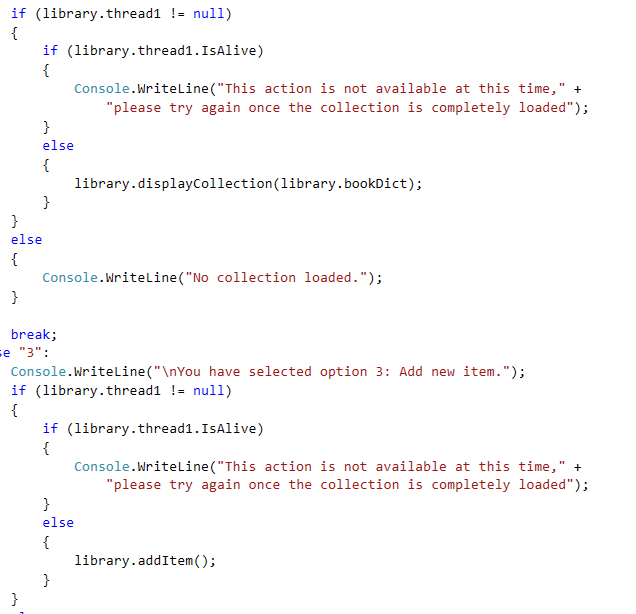 if (library.thread1 != null)
{
if (library.thread1.IsAlive)
{
Console.WriteLine("This action is not available at this time," +
"please try again once the collection is completely loaded");
}
else
{
library.displayCollection(library.bookDict);
}
}
else
{
Console.WriteLine("No collection loaded.");
}
break;
se "3":
Console.WriteLine("\nYou have selected option 3: Add new item.");
if (library.thread1 != null)
{
if (library.thread1.IsAlive)
{
Console.WriteLine("This action is not available at this time," +
"please try again once the collection is completely loaded");
}
else
{
library.addItem();
}
}